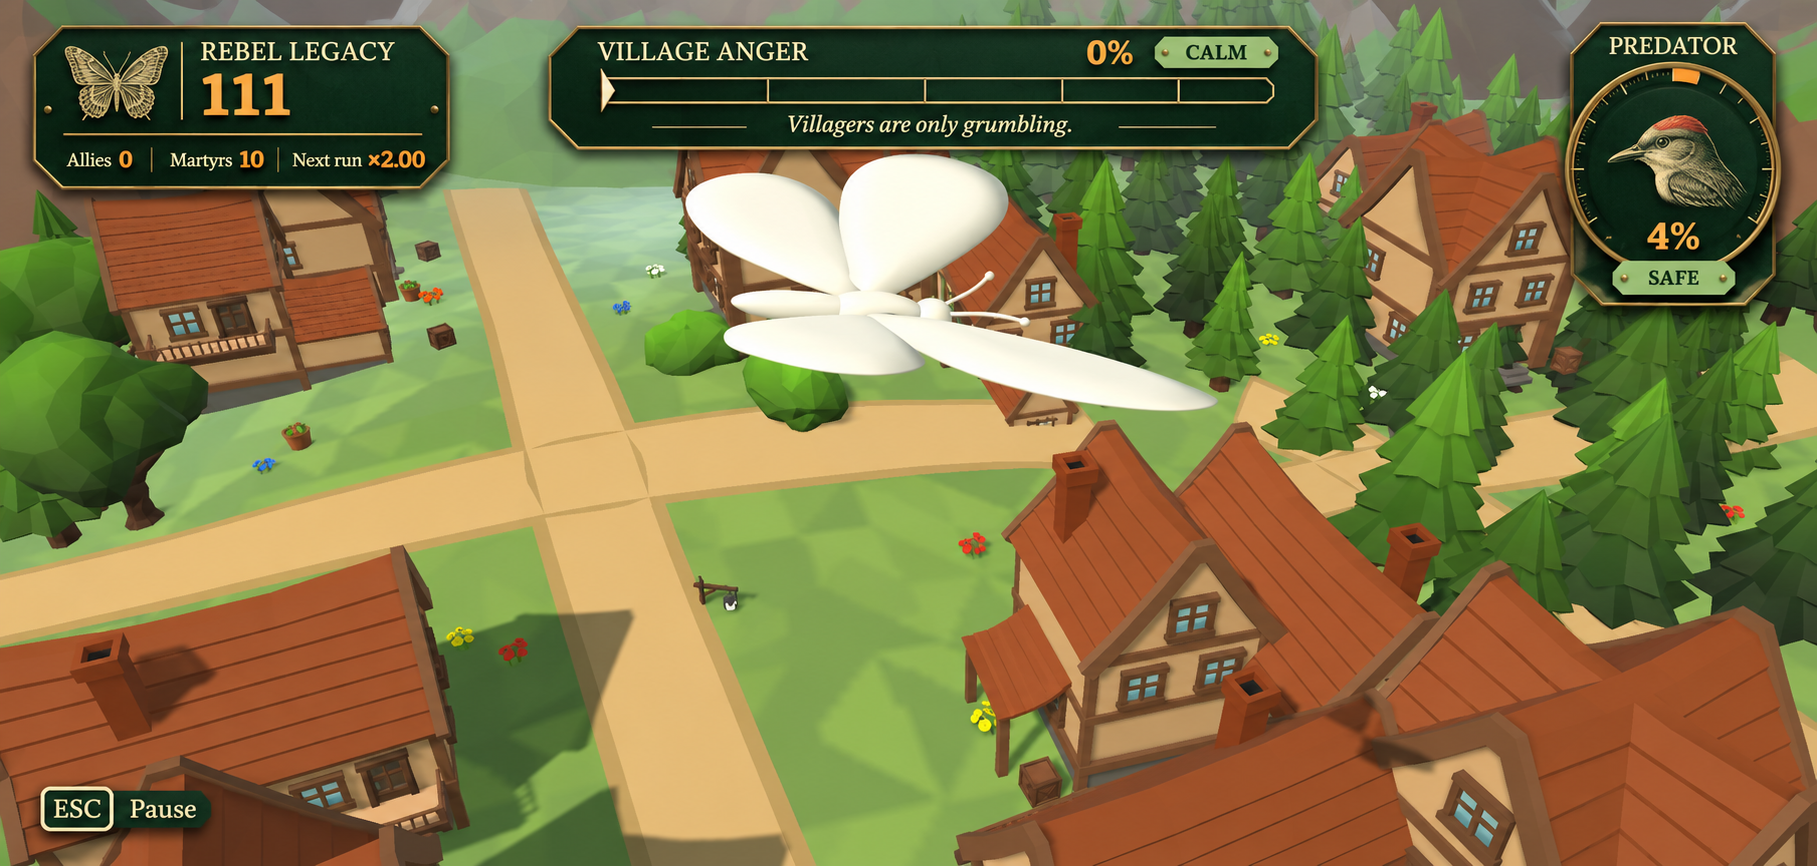 REBEL LEGACY
111
Allies 0 Martyrs 10 Next run ×2.00
VILLAGE ANGER 0% CALM
Villagers are only grumbling.
PREDATOR
4%
SAFE
ESC Pause